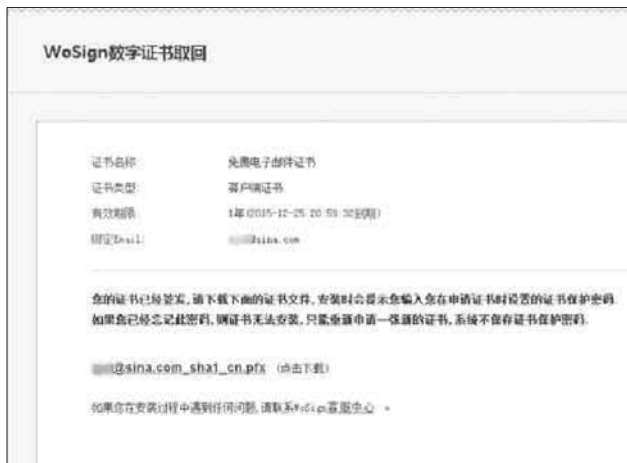 WoSign数字证书取回
证书名称 免费电子邮件证书
证书类型 客户端证书
有效期限 1年(2015-12-25 20:59:32到期)
绑定Email: @sina.com
您的证书已经签发,请下载下面的证书文件,安装时会提示您输入您在申请证书时设置的证书保护密码.
如果您已经忘记此密码,则证书无法安装,只能重新申请一张新的证书,系统不保存证书保护密码.
@sina.com_sha1_cn.pfx (点击下载)
如果您在安装过程中遇到任何问题,请联系WoSign客服中心 。